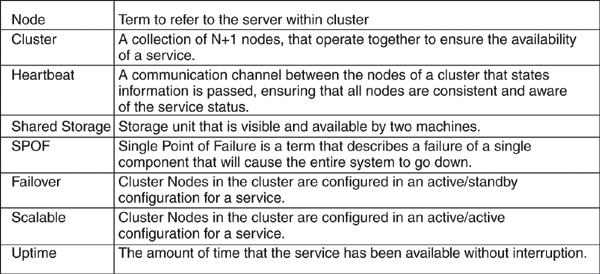 Node Term to refer to the server within cluster
Cluster A collection of N+1 nodes, that operate together to ensure the availability
of a service.
Heartbeat A communication channel between the nodes of a cluster that states
information is passed, ensuring that all nodes are consistent and aware
of the service status.
Shared Storage Storage unit that is visible and available by two machines.
SPOF Single Point of Failure is a term that describes a failure of a single
component that will cause the entire system to go down.
Failover Cluster Nodes in the cluster are configured in an active/standby
configuration for a service.
Scalable Cluster Nodes in the cluster are configured in an active/active
configuration for a service.
Uptime The amount of time that the service has been available without interruption.